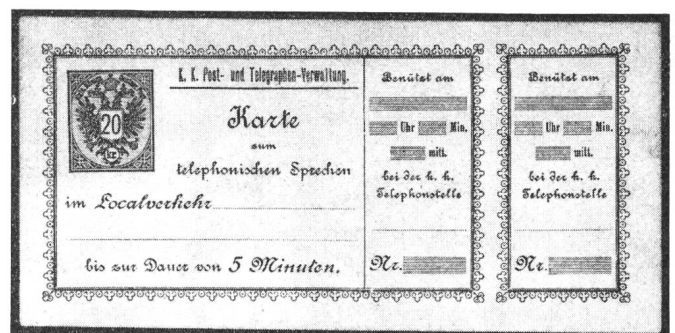 K. K. Post- und Telegraphen-Verwaltung.
20
kr
Karte
zum
telephonischen Sprechen
im Localverkehr
bis zur Dauer von 5 Minuten.
Benützt am
Uhr Min.
mitt.
bei der k. k.
Telephonstelle
Nr.
Benützt am
Uhr Min.
mitt.
bei der k. k.
Telephonstelle
Nr.